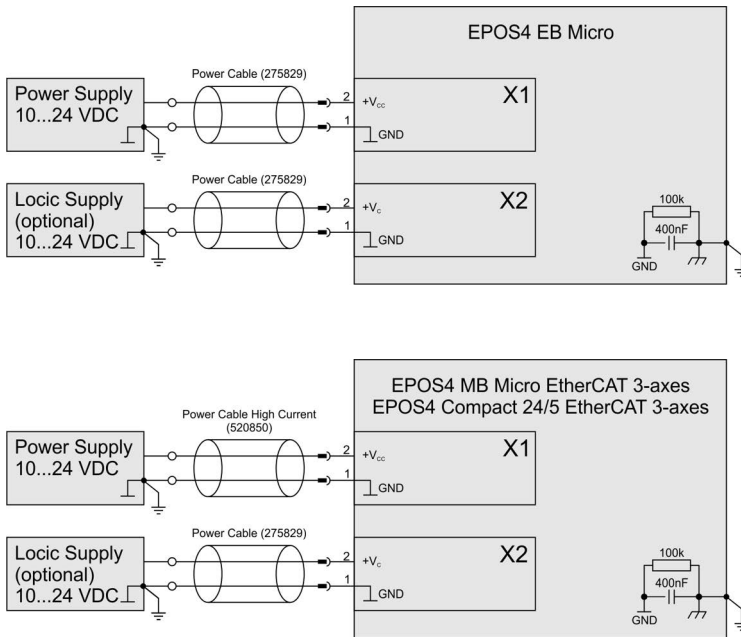 EPOS4 EB Micro
Power Cable (275829)
Power Supply
10...24 VDC
2
+Vcc
X1
1
GND
Power Cable (275829)
Locic Supply
(optional)
10...24 VDC
2
+Vc
X2
1
GND
100k
400nF
GND
EPOS4 MB Micro EtherCAT 3-axes
EPOS4 Compact 24/5 EtherCAT 3-axes
Power Cable High Current
(520850)
Power Supply
10...24 VDC
2
+Vcc
X1
1
GND
Power Cable (275829)
Locic Supply
(optional)
10...24 VDC
2
+Vc
X2
1
GND
100k
400nF
GND